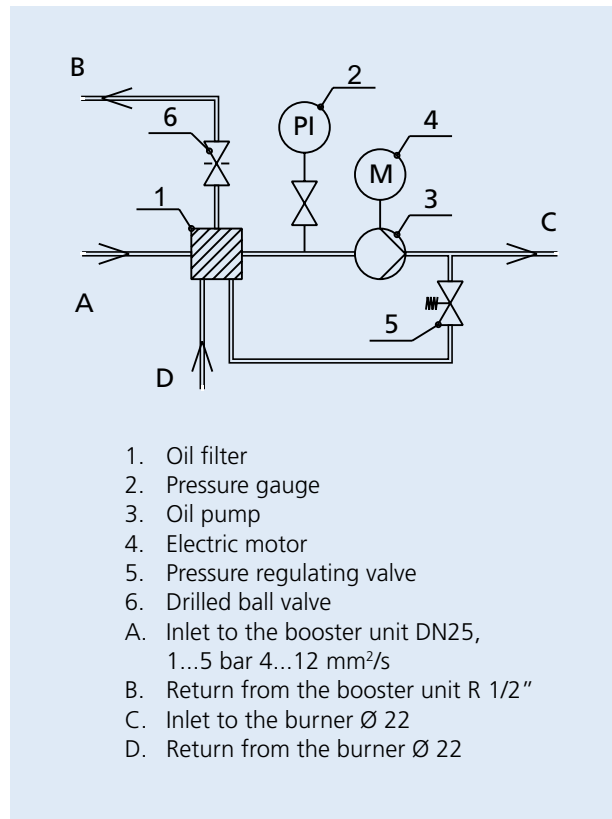 B
2
6
PI
4
M
1
3
C
A
5
D
1. Oil filter
2. Pressure gauge
3. Oil pump
4. Electric motor
5. Pressure regulating valve
6. Drilled ball valve
A. Inlet to the booster unit DN25,
1...5 bar 4...12 mm²/s
B. Return from the booster unit R 1/2”
C. Inlet to the burner Ø 22
D. Return from the burner Ø 22